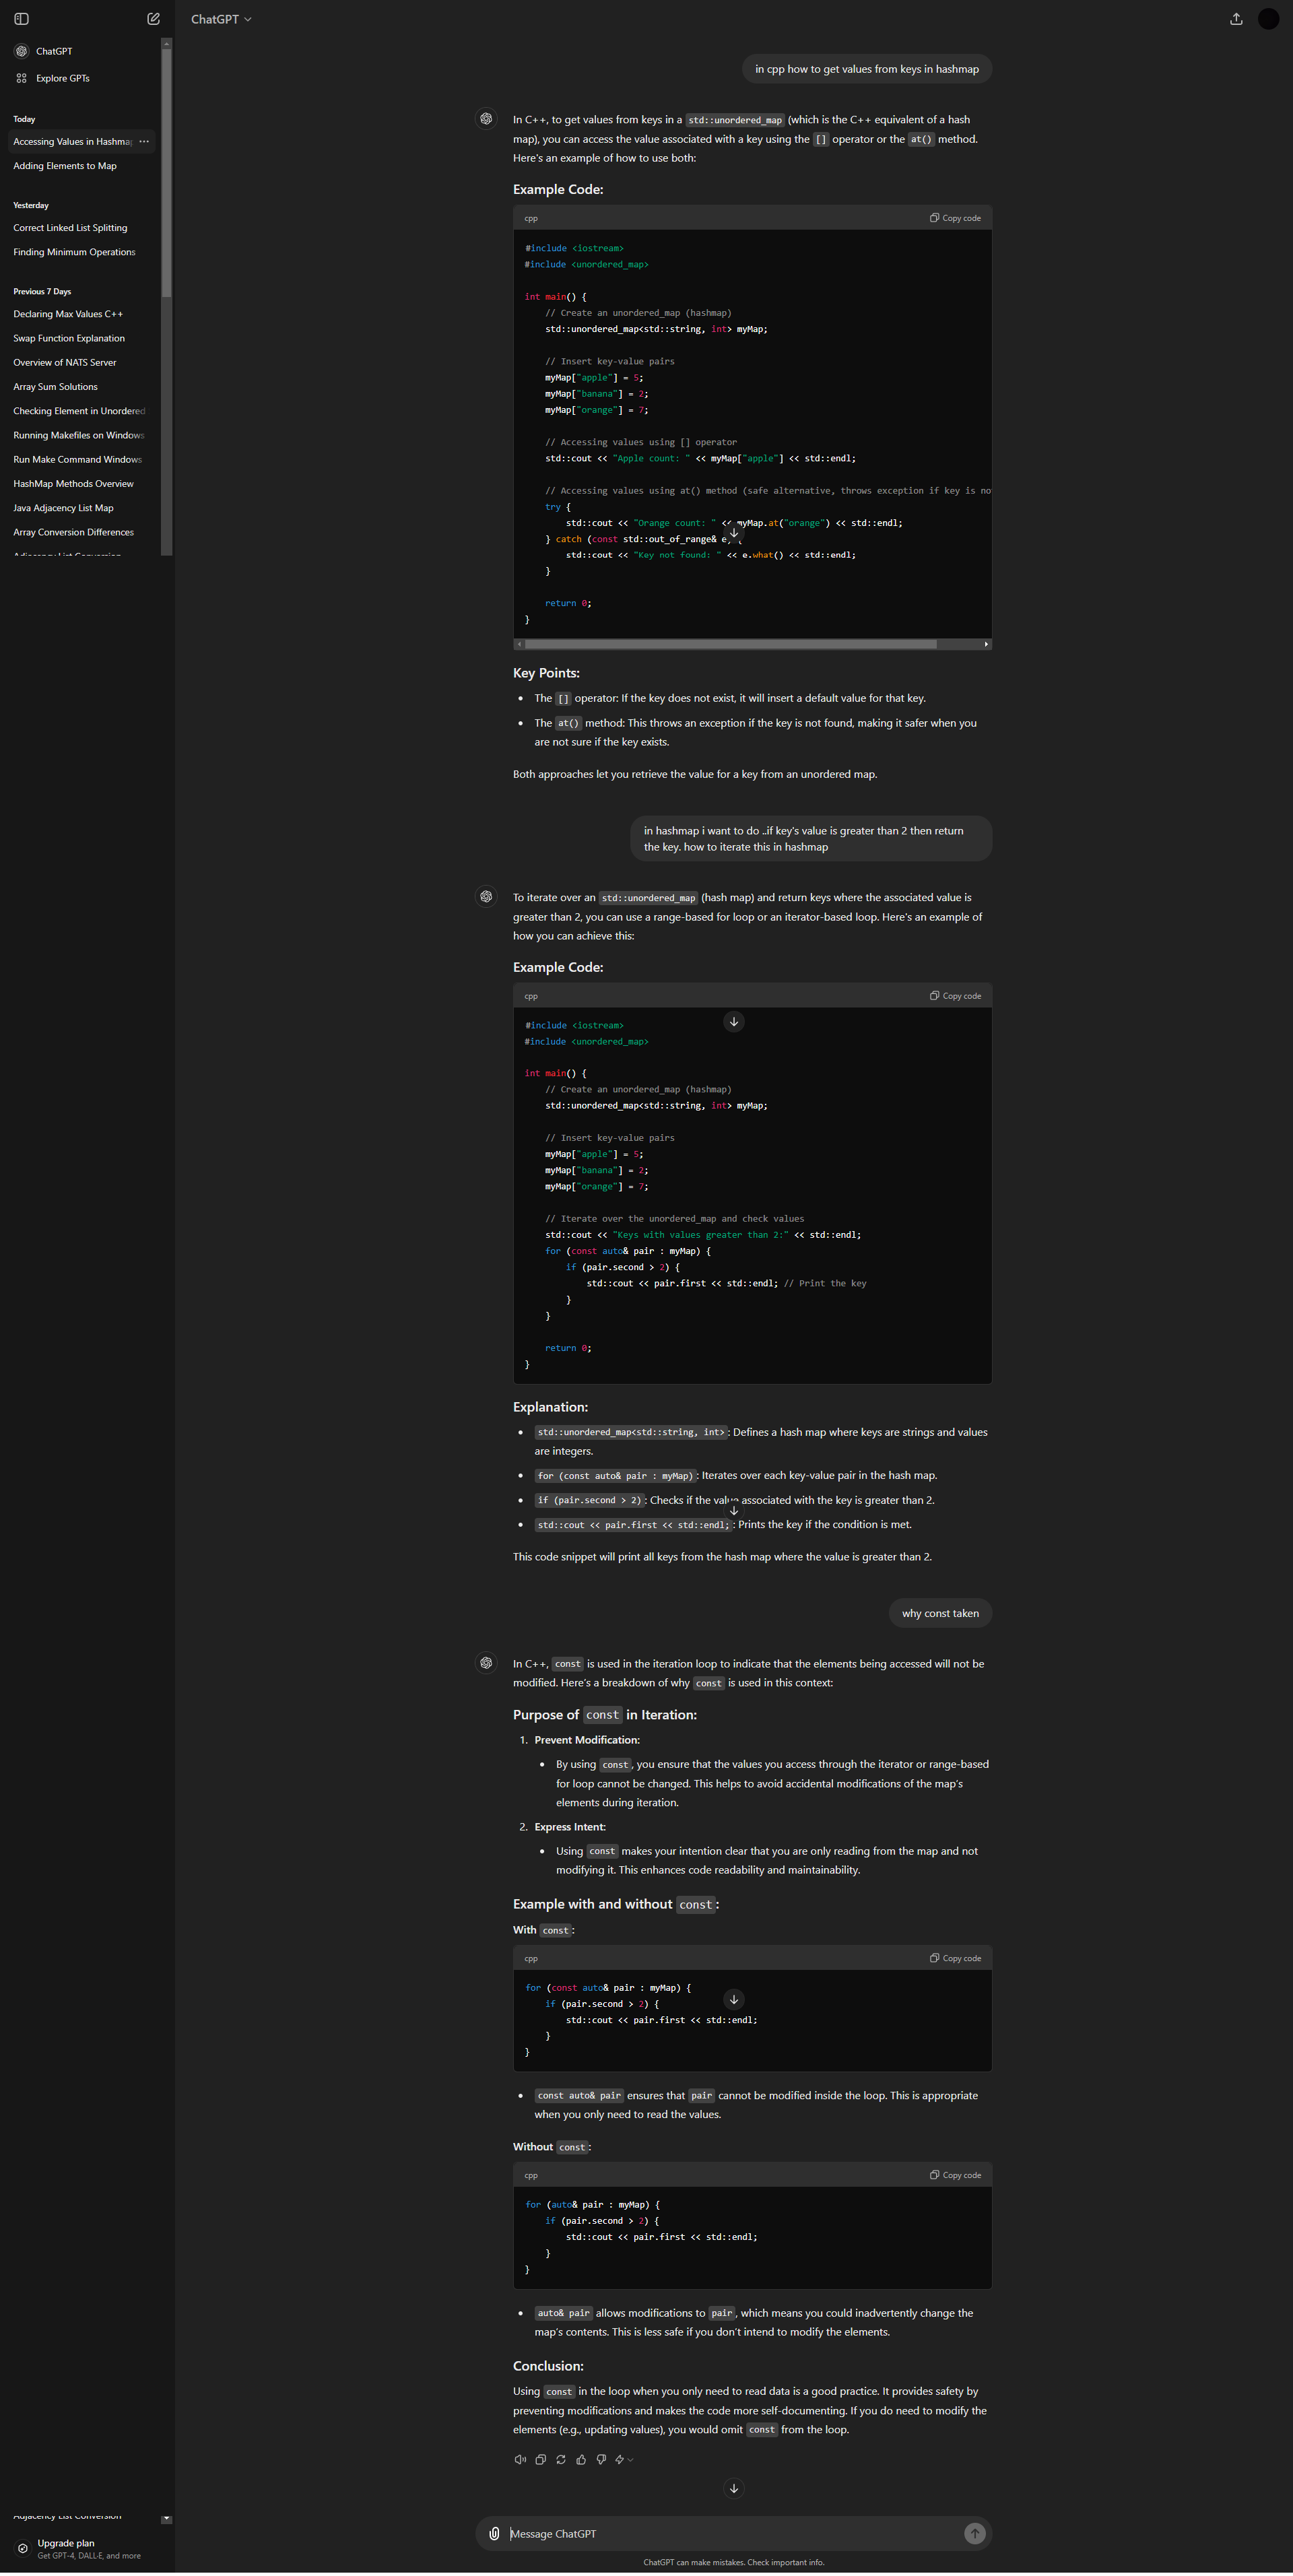 ChatGPT
ChatGPT
Explore GPTs
Today
Accessing Values in Hashma
Adding Elements to Map
Yesterday
Correct Linked List Splitting
Finding Minimum Operations
Previous 7 Days
Declaring Max Values C++
Swap Function Explanation
Overview of NATS Server
Array Sum Solutions
Checking Element in Unordered
Running Makefiles on Windows
Run Make Command Windows
HashMap Methods Overview
Java Adjacency List Map
Array Conversion Differences
Adjacency List Conversion
in cpp how to get values from keys in hashmap
In C++, to get values from keys in a std::unordered_map (which is the C++ equivalent of a hash
map), you can access the value associated with a key using the [] operator or the at() method.
Here's an example of how to use both:
Example Code:
cpp
Copy code
#include <iostream>
#include <unordered_map>
int main() {
// Create an unordered_map (hashmap)
std::unordered_map<std::string, int> myMap;
// Insert key-value pairs
myMap["apple"] = 5;
myMap["banana"] = 2;
myMap["orange"] = 7;
// Accessing values using [] operator
std::cout << "Apple count: " << myMap["apple"] << std::endl;
// Accessing values using at() method (safe alternative, throws exception if key is no
try {
std::cout << "Orange count: " << myMap.at("orange") << std::endl;
} catch (const std::out_of_range& e) {
std::cout << "Key not found: " << e.what() << std::endl;
}
return 0;
}
Key Points:
• The [] operator: If the key does not exist, it will insert a default value for that key.
• The at() method: This throws an exception if the key is not found, making it safer when you
are not sure if the key exists.
Both approaches let you retrieve the value for a key from an unordered map.
in hashmap i want to do ..if key's value is greater than 2 then return
the key. how to iterate this in hashmap
To iterate over an std::unordered_map (hash map) and return keys where the associated value is
greater than 2, you can use a range-based for loop or an iterator-based loop. Here's an example of
how you can achieve this:
Example Code:
cpp
Copy code
#include <iostream>
#include <unordered_map>
int main() {
// Create an unordered_map (hashmap)
std::unordered_map<std::string, int> myMap;
// Insert key-value pairs
myMap["apple"] = 5;
myMap["banana"] = 2;
myMap["orange"] = 7;
// Iterate over the unordered_map and check values
std::cout << "Keys with values greater than 2:" << std::endl;
for (const auto& pair : myMap) {
if (pair.second > 2) {
std::cout << pair.first << std::endl; // Print the key
}
}
return 0;
}
Explanation:
• std::unordered_map<std::string, int>: Defines a hash map where keys are strings and values
are integers.
• for (const auto& pair : myMap): Iterates over each key-value pair in the hash map.
• if (pair.second > 2): Checks if the value associated with the key is greater than 2.
• std::cout << pair.first << std::endl;: Prints the key if the condition is met.
This code snippet will print all keys from the hash map where the value is greater than 2.
why const taken
In C++, const is used in the iteration loop to indicate that the elements being accessed will not be
modified. Here's a breakdown of why const is used in this context:
Purpose of const in Iteration:
1. Prevent Modification:
• By using const, you ensure that the values you access through the iterator or range-based
for loop cannot be changed. This helps to avoid accidental modifications of the map's
elements during iteration.
2. Express Intent:
• Using const makes your intention clear that you are only reading from the map and not
modifying it. This enhances code readability and maintainability.
Example with and without const:
With const:
cpp
Copy code
for (const auto& pair : myMap) {
if (pair.second > 2) {
std::cout << pair.first << std::endl;
}
}
• const auto& pair ensures that pair cannot be modified inside the loop. This is appropriate
when you only need to read the values.
Without const:
cpp
Copy code
for (auto& pair : myMap) {
if (pair.second > 2) {
std::cout << pair.first << std::endl;
}
}
• auto& pair allows modifications to pair, which means you could inadvertently change the
map's contents. This is less safe if you don't intend to modify the elements.
Conclusion:
Using const in the loop when you only need to read data is a good practice. It provides safety by
preventing modifications and makes the code more self-documenting. If you do need to modify the
elements (e.g., updating values), you would omit const from the loop.
Adjacency List Conversion
Upgrade plan
Get GPT-4, DALL·E, and more
Message ChatGPT
ChatGPT can make mistakes. Check important info.